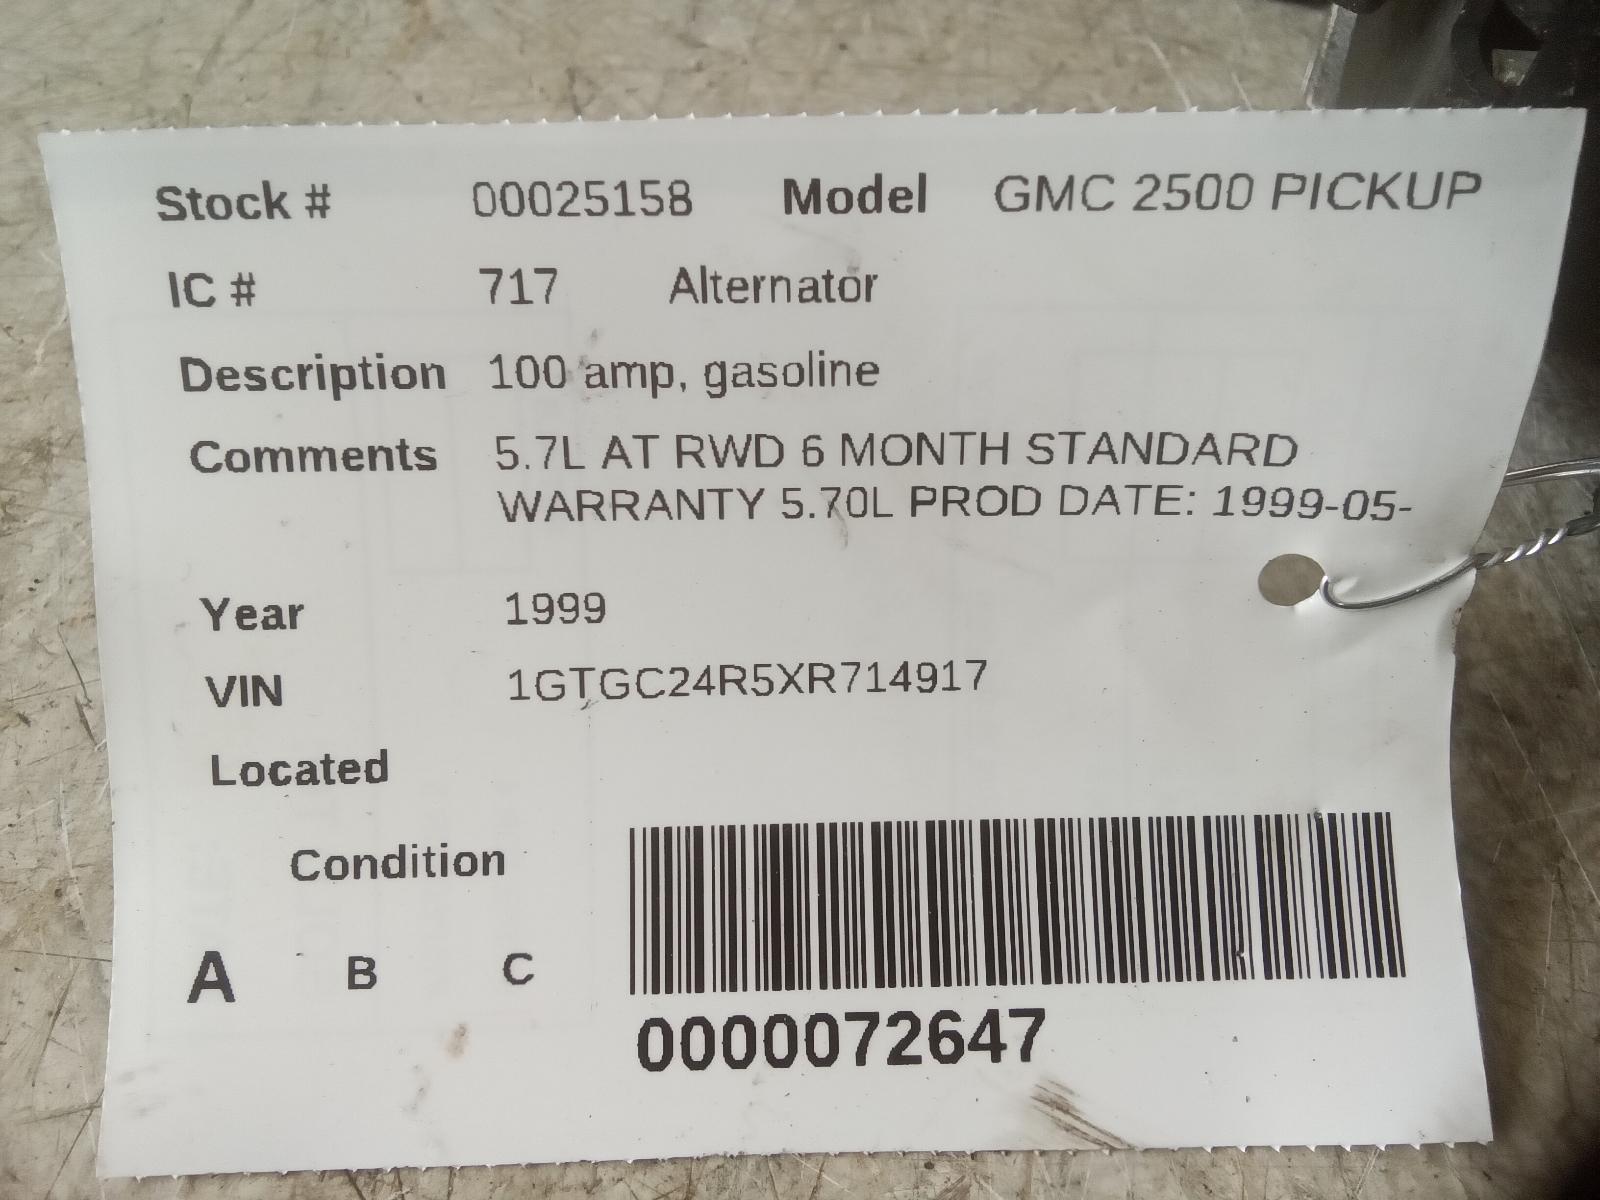 Stock # 00025158 Model GMC 2500 PICKUP
IC # 717 Alternator
Description 100 amp, gasoline
Comments 5.7L AT RWD 6 MONTH STANDARD
WARRANTY 5.70L PROD DATE: 1999-05-
Year 1999
VIN 1GTGC24R5XR714917
Located
Condition
A B C
0000072647